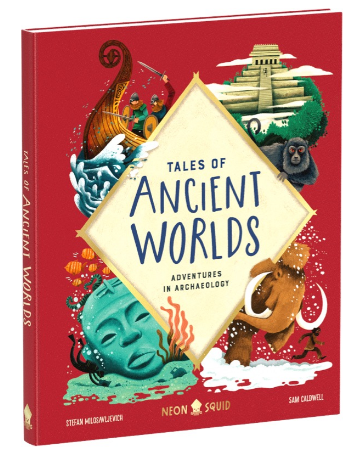 TALES OF ANCIENT WORLDS
TALES OF
ANCIENT
WORLDS
ADVENTURES
IN ARCHAEOLOGY
STEFAN MILOSAVLJEVICH
NEON SQUID
SAM CALDWELL